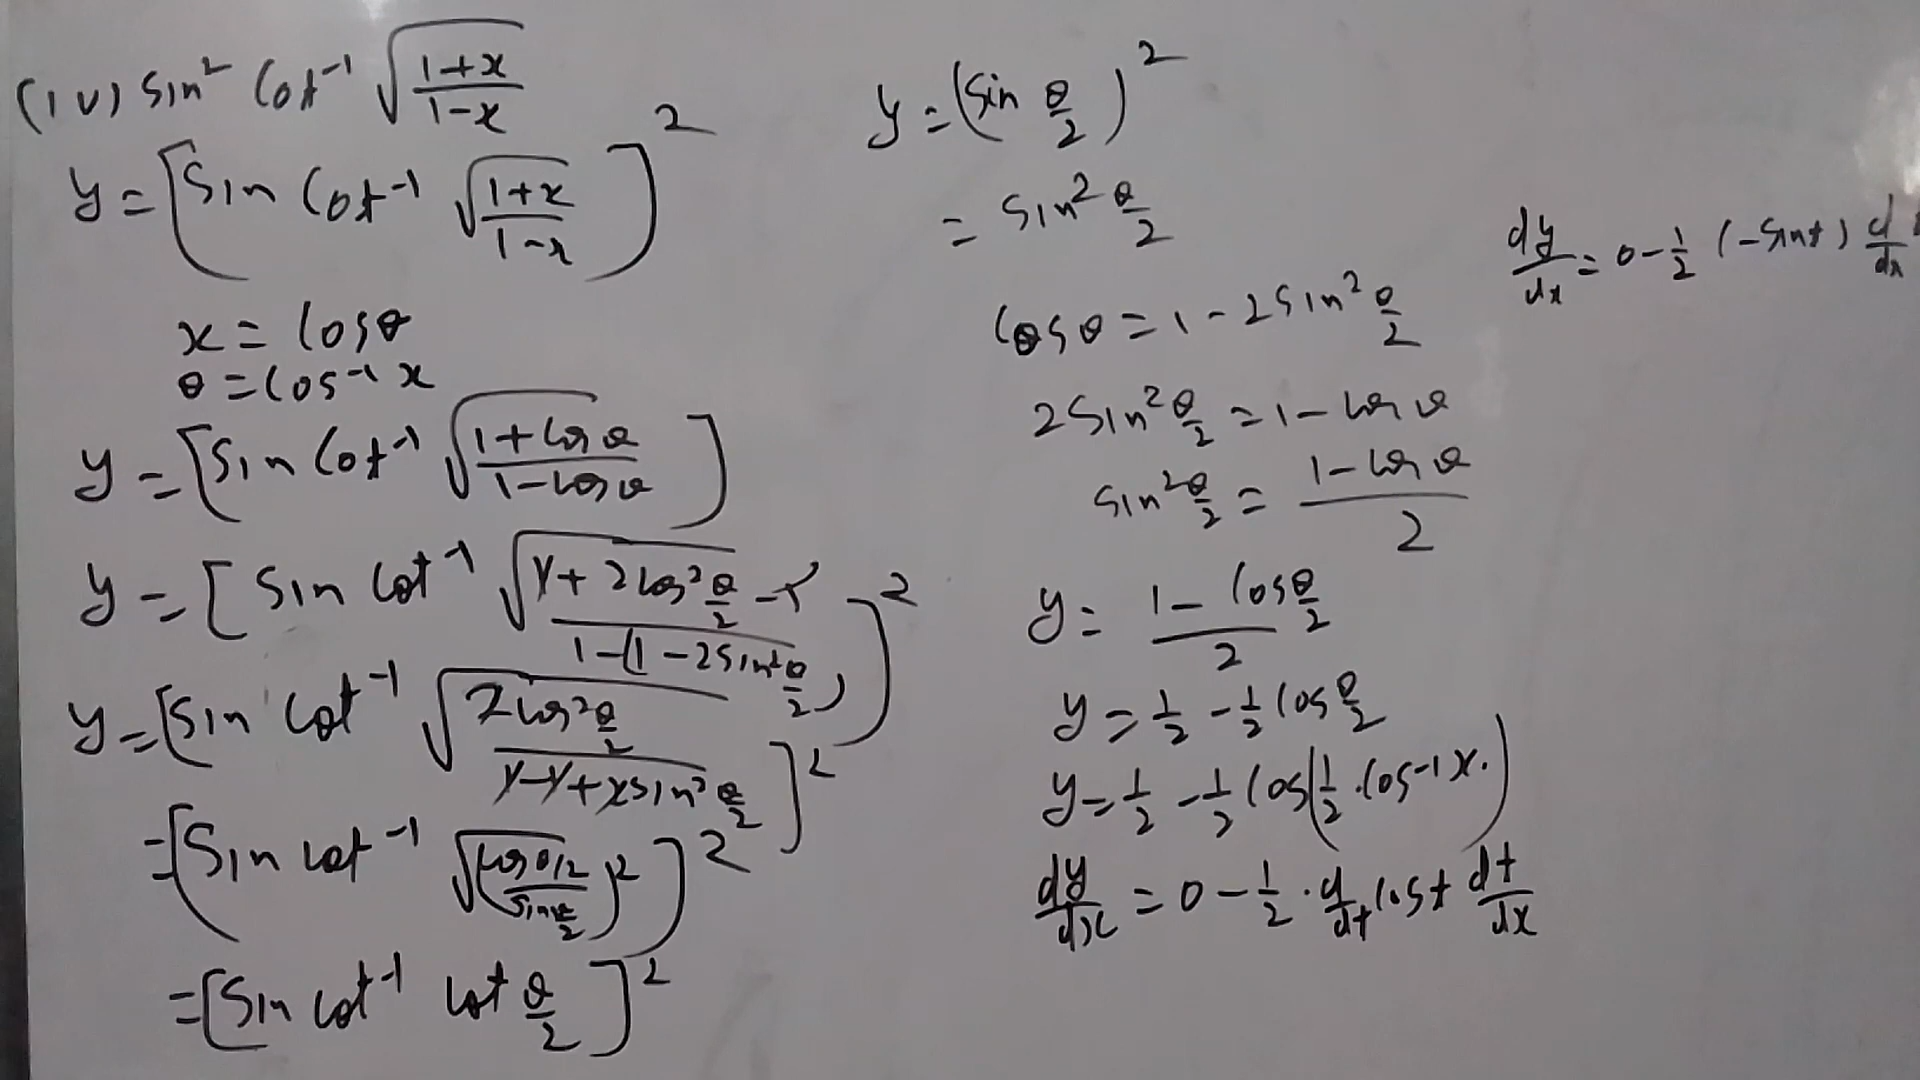 (iv) sin² cot⁻¹ √((1+x)/(1-x))
y = [sin cot⁻¹ √((1+x)/(1-x))]²
x = cosθ
θ = cos⁻¹ x
y = [sin cot⁻¹ √((1+cosθ)/(1-cosθ))]
y = [sin cot⁻¹ √((1+2cos²θ/2 -1)/(1-(1-2sin²θ/2)))]²
y = [sin cot⁻¹ √((2cos²θ/2)/(1-1+2sin²θ/2))]²
= [sin cot⁻¹ √((cosθ/2)/(sinθ/2))²]²
= [sin cot⁻¹ cot θ/2]²
y = (sin θ/2)²
= sin² θ/2
cosθ = 1 - 2sin² θ/2
2sin² θ/2 = 1 - cosθ
sin² θ/2 = (1 - cosθ)/2
y = (1 - cos θ/2)/2
y = 1/2 - 1/2 cos θ/2
y = 1/2 - 1/2 cos(1/2 · cos⁻¹ x.)
dy/dx = 0 - 1/2 · d/dt cost dt/dx
dy/dx = 0 - 1/2 (-sint) d/dx